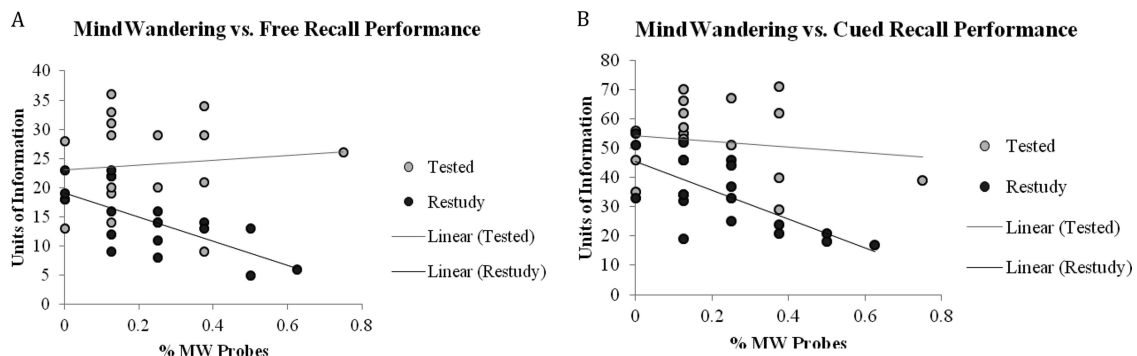 A
Mind Wandering vs. Free Recall Performance
Units of Information
40
35
30
25
20
15
10
5
0
0 0.2 0.4 0.6 0.8
% MW Probes
Tested
Restudy
Linear (Tested)
Linear (Restudy)
B
Mind Wandering vs. Cued Recall Performance
Units of Information
80
70
60
50
40
30
20
10
0
0 0.2 0.4 0.6 0.8
% MW Probes
Tested
Restudy
Linear (Tested)
Linear (Restudy)